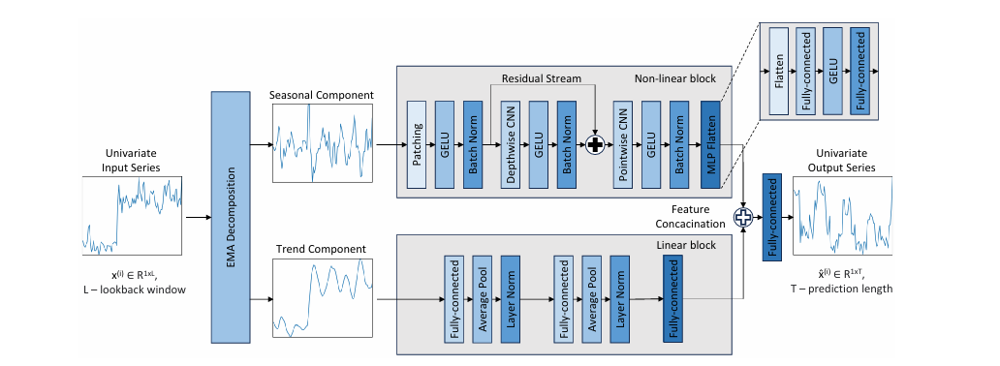 Univariate
Input Series
x(i) ∈ R1xL,
L – lookback window
EMA Decomposition
Seasonal Component
Trend Component
Residual Stream
Non-linear block
Patching
GELU
Batch Norm
Depthwise CNN
GELU
Batch Norm
Pointwise CNN
GELU
Batch Norm
MLP Flatten
Flatten
Fully-connected
GELU
Fully-connected
Feature
Concacination
Linear block
Fully-connected
Average Pool
Layer Norm
Fully-connected
Average Pool
Layer Norm
Fully-connected
Fully-connected
Univariate
Output Series
x̂(i) ∈ R1xT,
T – prediction length